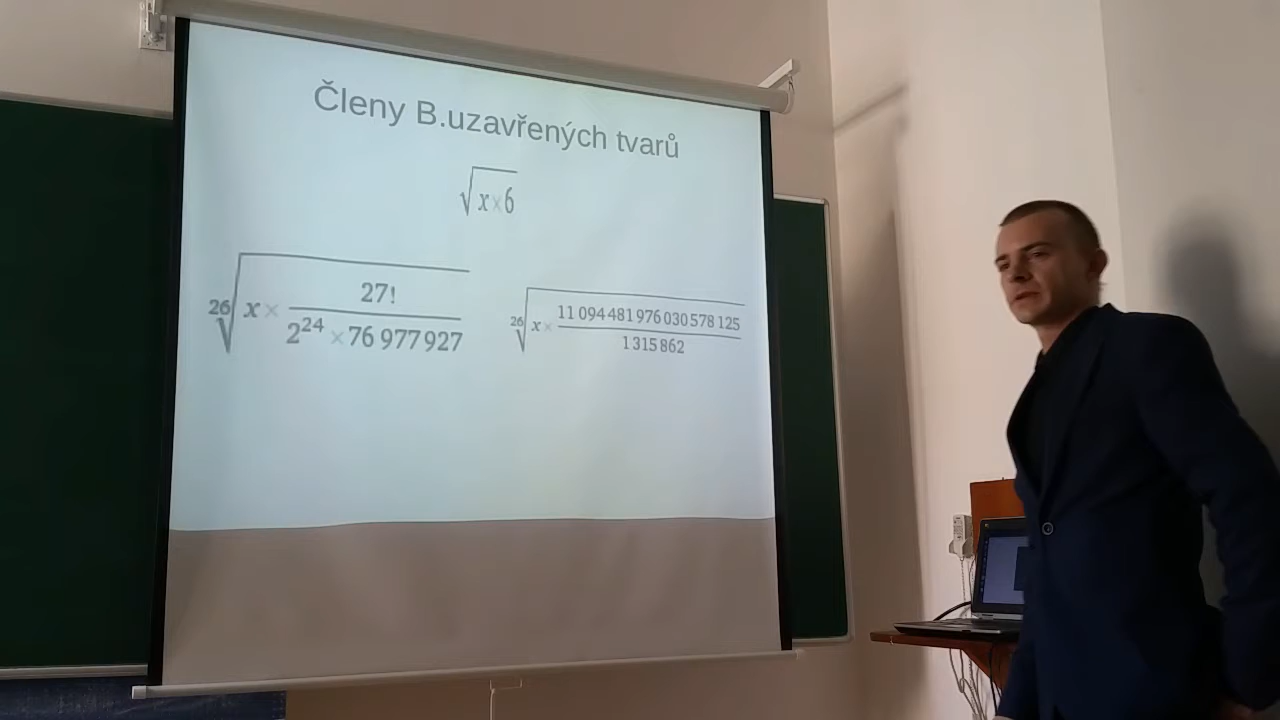 Členy B.uzavřených tvarů
√(x×6)
²⁶√(x× 27! / (2²⁴ ×76 977 927))
²⁶√(x× 11 094 481 976 030 578 125 / 1 315 862)